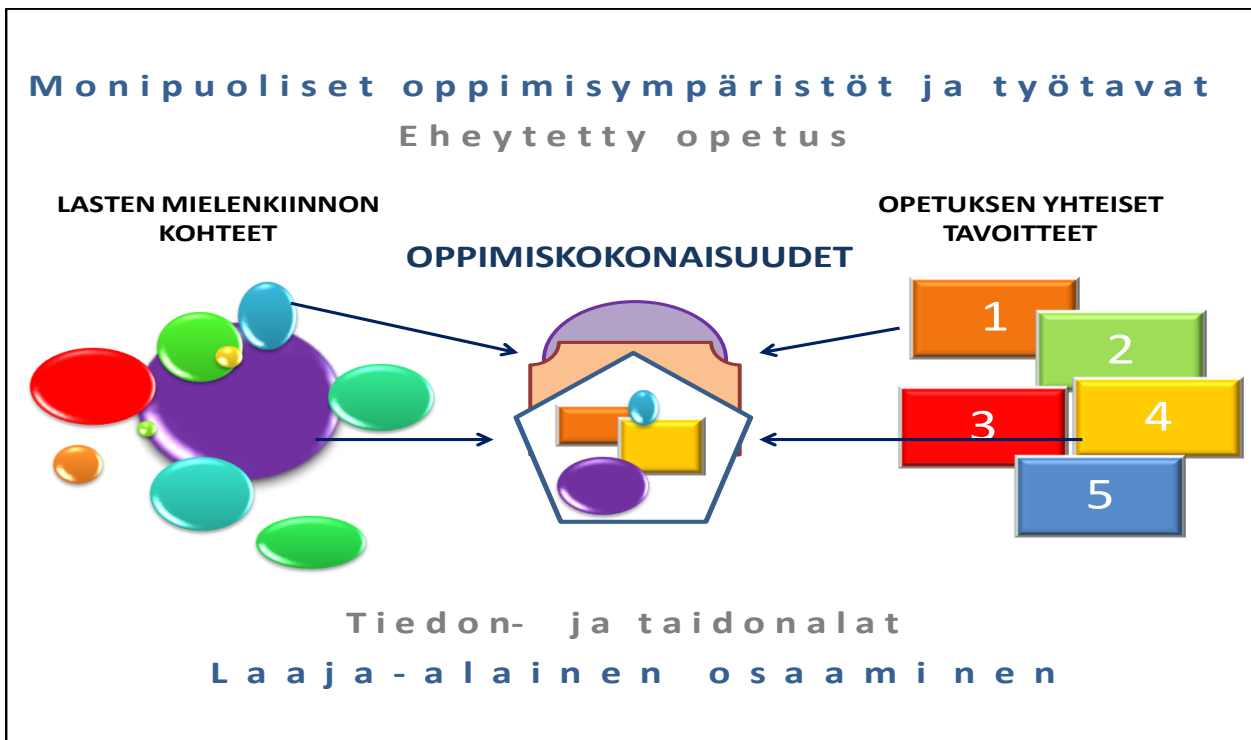 Monipuoliset oppimisympäristöt ja työtavat
Eheytetty opetus
LASTEN MIELENKIINNON
KOHTEET
OPPIMISKOKONAISUUDET
OPETUKSEN YHTEISET
TAVOITTEET
1
2
3
4
5
Tiedon- ja taidonalat
Laaja-alainen osaaminen